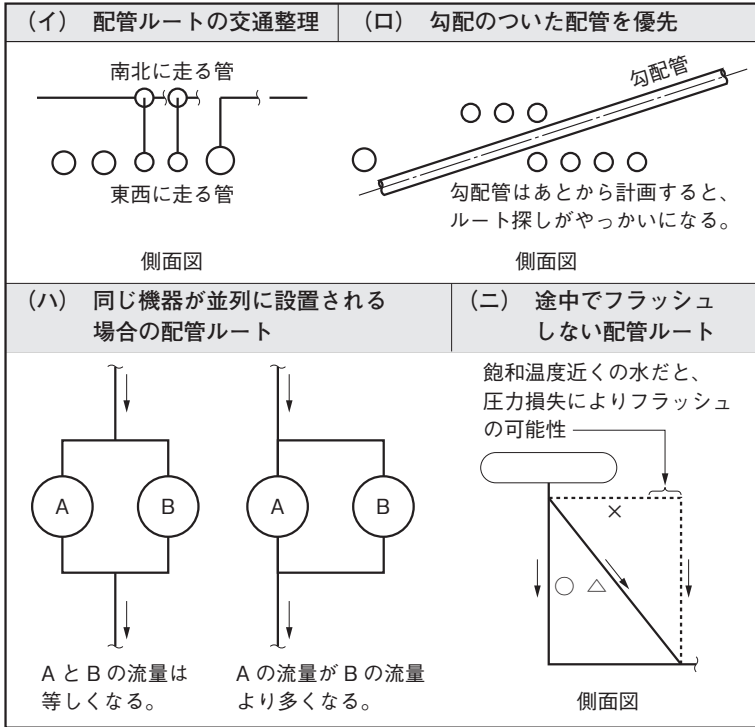 （イ） 配管ルートの交通整理
南北に走る管
東西に走る管
側面図
（ロ） 勾配のついた配管を優先
勾配管
勾配管はあとから計画すると、
ルート探しがやっかいになる。
側面図
（ハ） 同じ機器が並列に設置される
場合の配管ルート
A
B
AとBの流量は
等しくなる。
A
B
Aの流量がBの流量
より多くなる。
（ニ） 途中でフラッシュ
しない配管ルート
飽和温度近くの水だと、
圧力損失によりフラッシュ
の可能性
×
○ △
側面図